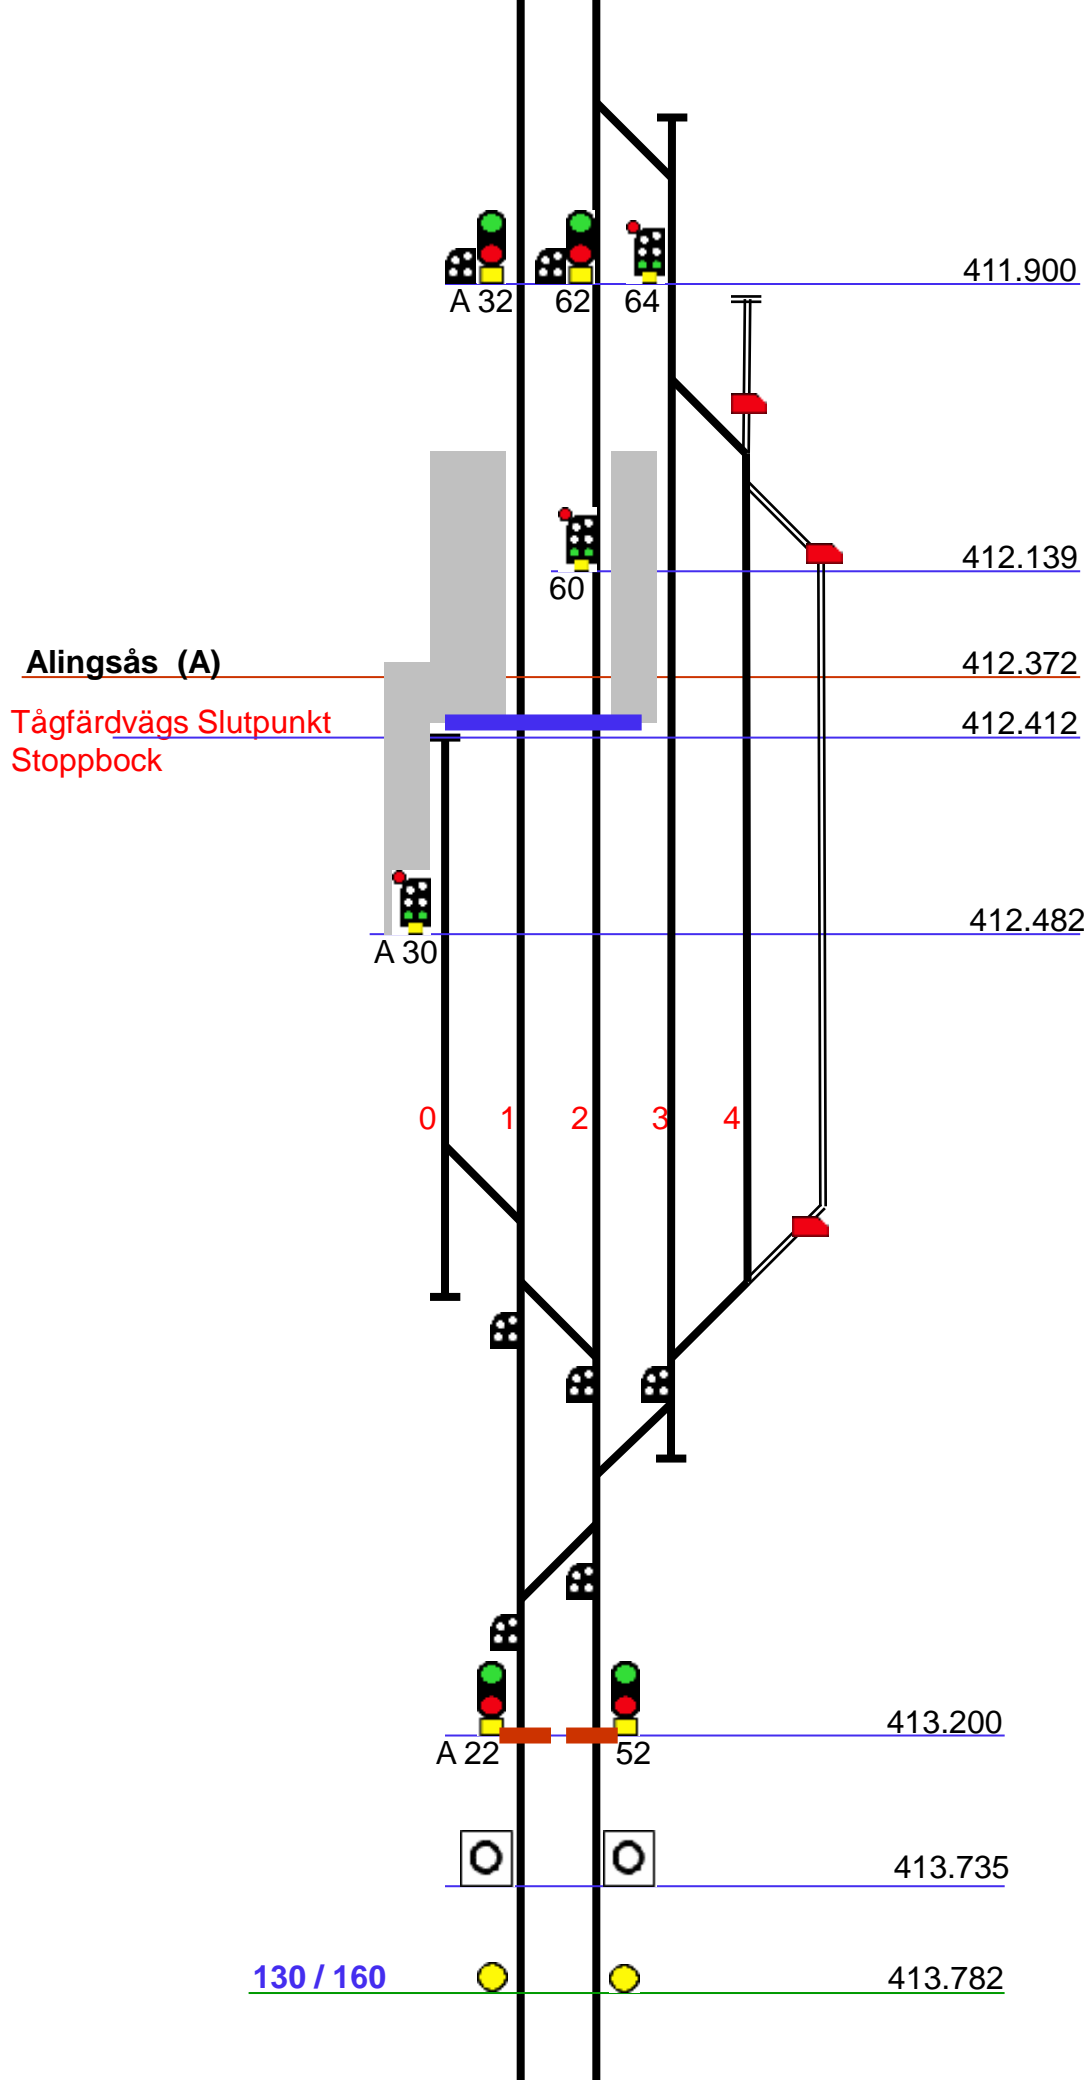 411.900
A 32 62 64
412.139
60
Alingsås (A) 412.372
Tågfärdvägs Slutpunkt 412.412
Stoppbock
412.482
A 30
0 1 2 3 4
413.200
A 22 52
413.735
130 / 160 413.782